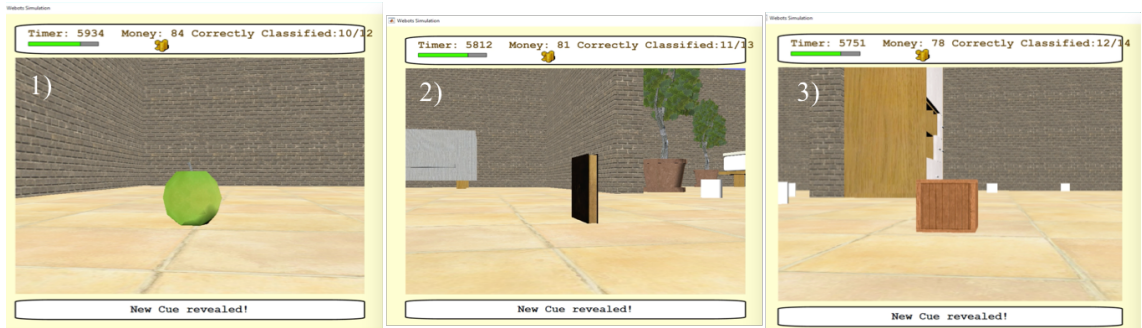 Webots Simulation
Timer: 5934 Money: 84 Correctly Classified:10/12
1)
New Cue revealed!
Webots Simulation
Timer: 5812 Money: 81 Correctly Classified:11/13
2)
New Cue revealed!
Webots Simulation
Timer: 5751 Money: 78 Correctly Classified:12/14
3)
New Cue revealed!